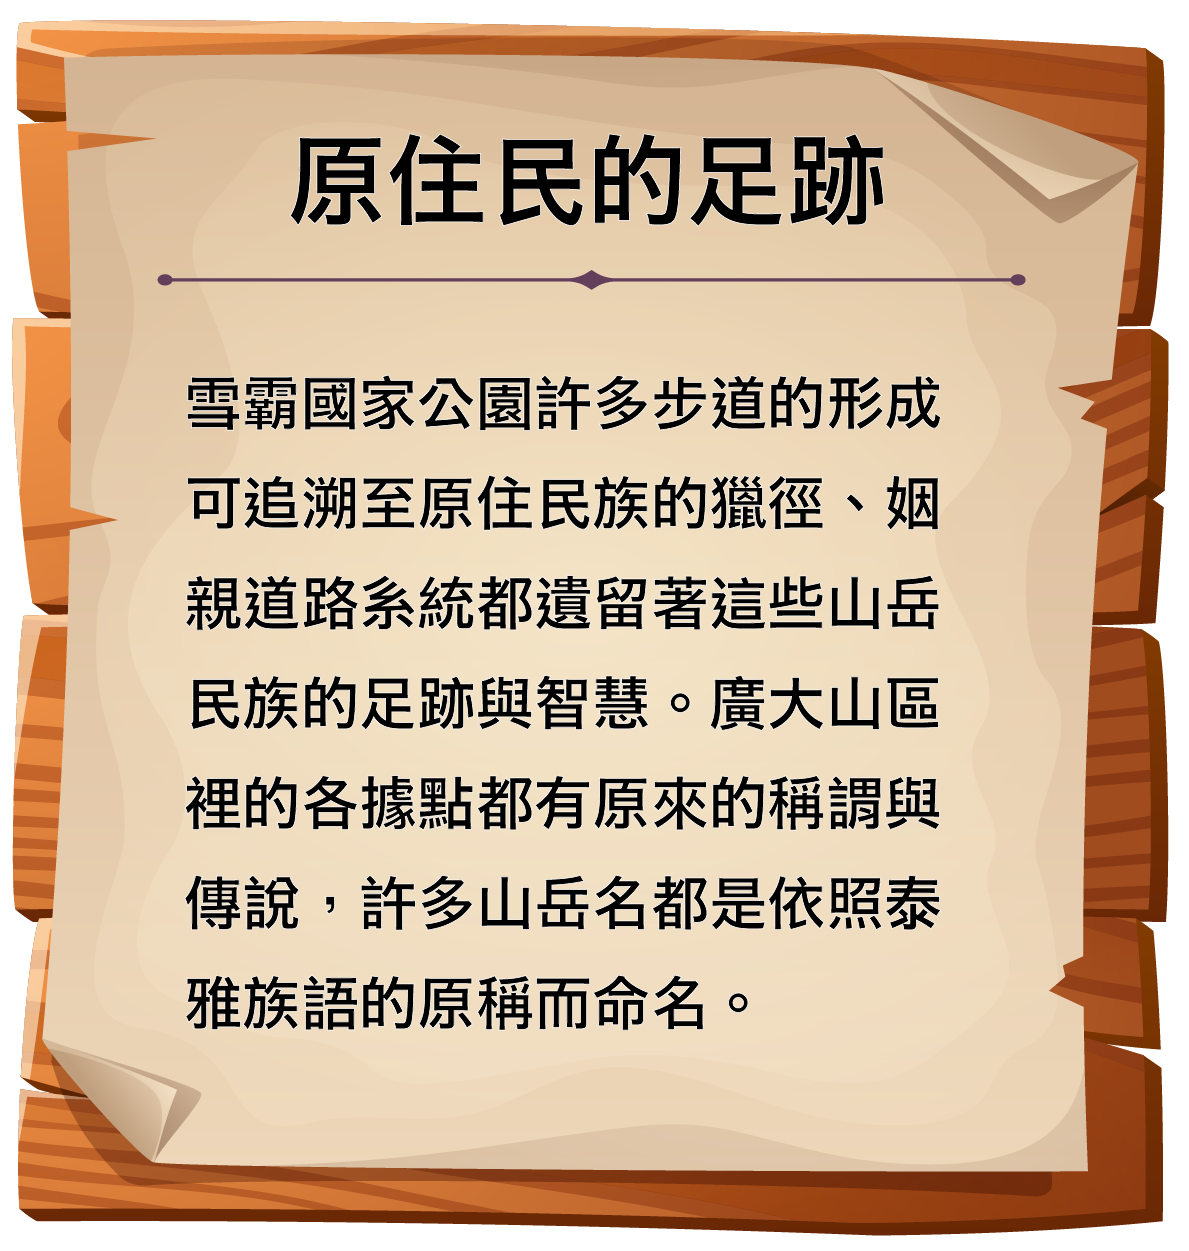 原住民的足跡
雪霸國家公園許多步道的形成
可追溯至原住民族的獵徑、姻
親道路系統都遺留著這些山岳
民族的足跡與智慧。廣大山區
裡的各據點都有原來的稱謂與
傳說，許多山岳名都是依照泰
雅族語的原稱而命名。